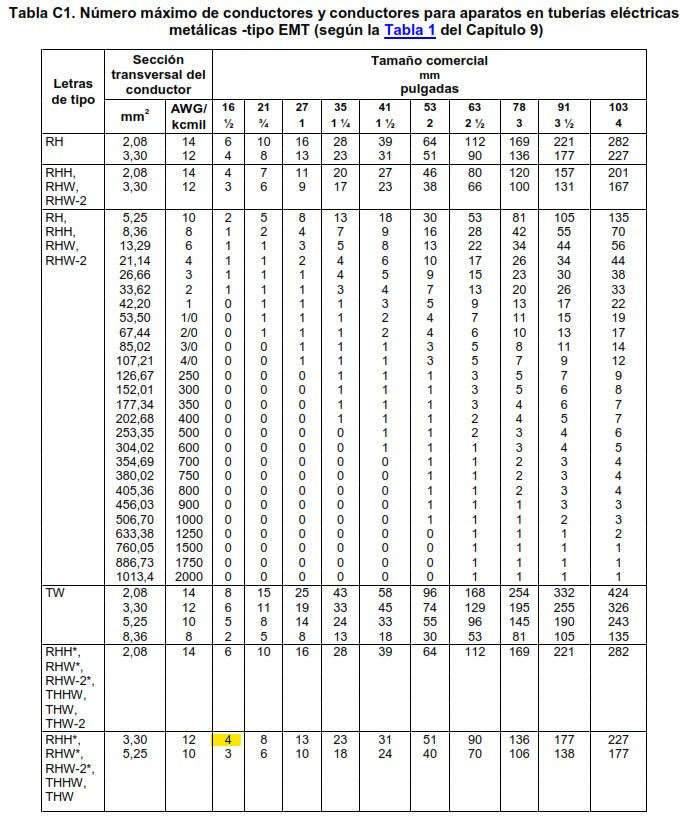 Tabla C1. Número máximo de conductores y conductores para aparatos en tuberías eléctricas
metálicas -tipo EMT (según la Tabla 1 del Capítulo 9)
Letras de tipo Sección transversal del conductor Tamaño comercial mm pulgadas
mm² AWG/kcmil 16 ½ 21 ¾ 27 1 35 1 ¼ 41 1 ½ 53 2 63 2 ½ 78 3 91 3 ½ 103 4
RH 2,08 14 6 10 16 28 39 64 112 169 221 282
3,30 12 4 8 13 23 31 51 90 136 177 227
RHH, 2,08 14 4 7 11 20 27 46 80 120 157 201
RHW, 3,30 12 3 6 9 17 23 38 66 100 131 167
RHW-2
RH, 5,25 10 2 5 8 13 18 30 53 81 105 135
RHH, 8,36 8 1 2 4 7 9 16 28 42 55 70
RHW, 13,29 6 1 1 3 5 8 13 22 34 44 56
RHW-2 21,14 4 1 1 2 4 6 10 17 26 34 44
26,66 3 1 1 1 4 5 9 15 23 30 38
33,62 2 1 1 1 3 4 7 13 20 26 33
42,20 1 0 1 1 1 3 5 9 13 17 22
53,50 1/0 0 1 1 1 2 4 7 11 15 19
67,44 2/0 0 1 1 1 2 4 6 10 13 17
85,02 3/0 0 0 1 1 1 3 5 8 11 14
107,21 4/0 0 0 1 1 1 3 5 7 9 12
126,67 250 0 0 0 1 1 1 3 5 7 9
152,01 300 0 0 0 1 1 1 3 5 6 8
177,34 350 0 0 0 1 1 1 3 4 6 7
202,68 400 0 0 0 1 1 1 2 4 5 7
253,35 500 0 0 0 0 1 1 2 3 4 6
304,02 600 0 0 0 0 1 1 1 3 4 5
354,69 700 0 0 0 0 0 1 1 2 3 4
380,02 750 0 0 0 0 0 1 1 2 3 4
405,36 800 0 0 0 0 0 1 1 2 3 4
456,03 900 0 0 0 0 0 1 1 1 3 3
506,70 1000 0 0 0 0 0 1 1 1 2 3
633,38 1250 0 0 0 0 0 0 1 1 1 2
760,05 1500 0 0 0 0 0 0 1 1 1 1
886,73 1750 0 0 0 0 0 0 1 1 1 1
1013,4 2000 0 0 0 0 0 0 1 1 1 1
TW 2,08 14 8 15 25 43 58 96 168 254 332 424
3,30 12 6 11 19 33 45 74 129 195 255 326
5,25 10 5 8 14 24 33 55 96 145 190 243
8,36 8 2 5 8 13 18 30 53 81 105 135
RHH*, 2,08 14 6 10 16 28 39 64 112 169 221 282
RHW*,
RHW-2*,
THHW,
THW,
THW-2
RHH*, 3,30 12 4 8 13 23 31 51 90 136 177 227
RHW*, 5,25 10 3 6 10 18 24 40 70 106 138 177
RHW-2*,
THHW,
THW